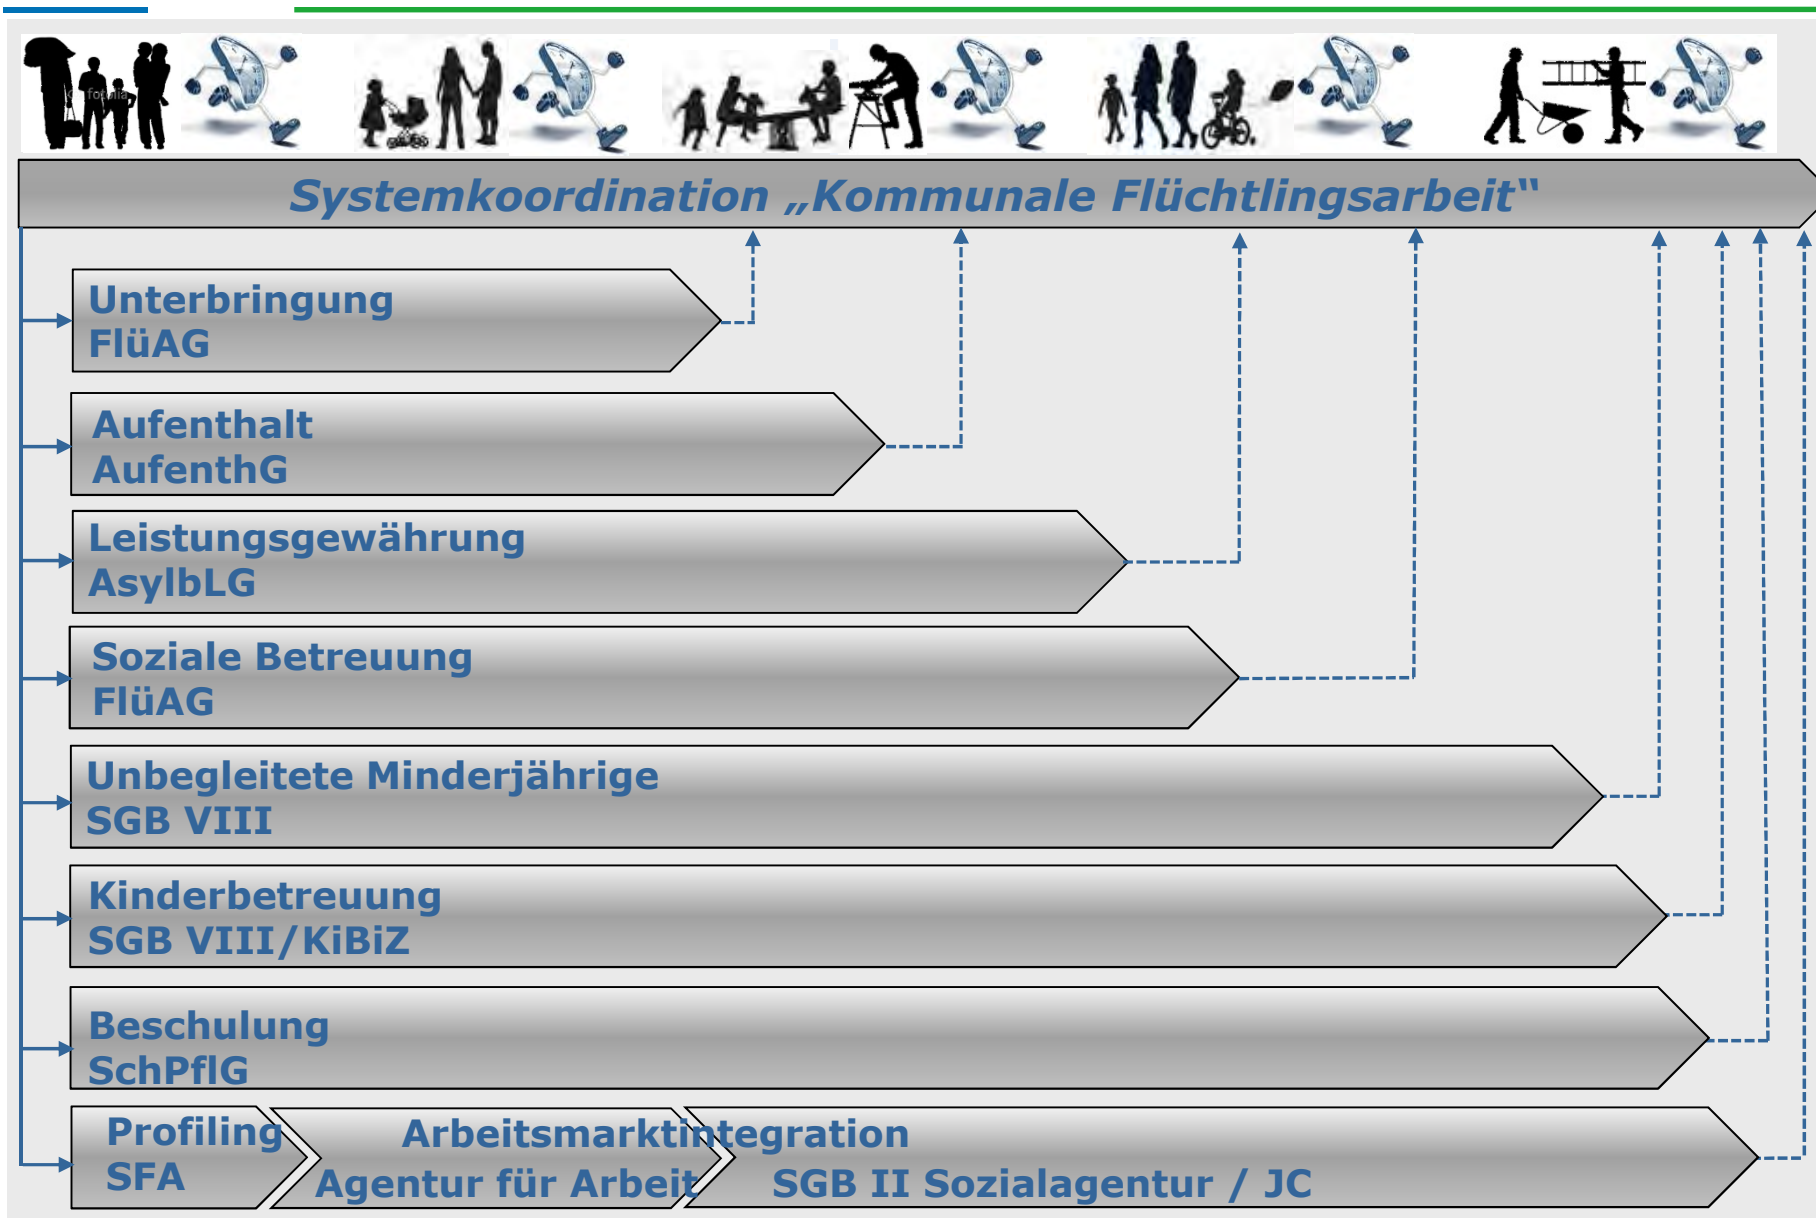 fotolia
Systemkoordination „Kommunale Flüchtlingsarbeit“
Unterbringung
FlüAG
Aufenthalt
AufenthG
Leistungsgewährung
AsylbLG
Soziale Betreuung
FlüAG
Unbegleitete Minderjährige
SGB VIII
Kinderbetreuung
SGB VIII/KiBiZ
Beschulung
SchPflG
Profiling
SFA
Arbeitsmarktintegration
Agentur für Arbeit
SGB II Sozialagentur / JC